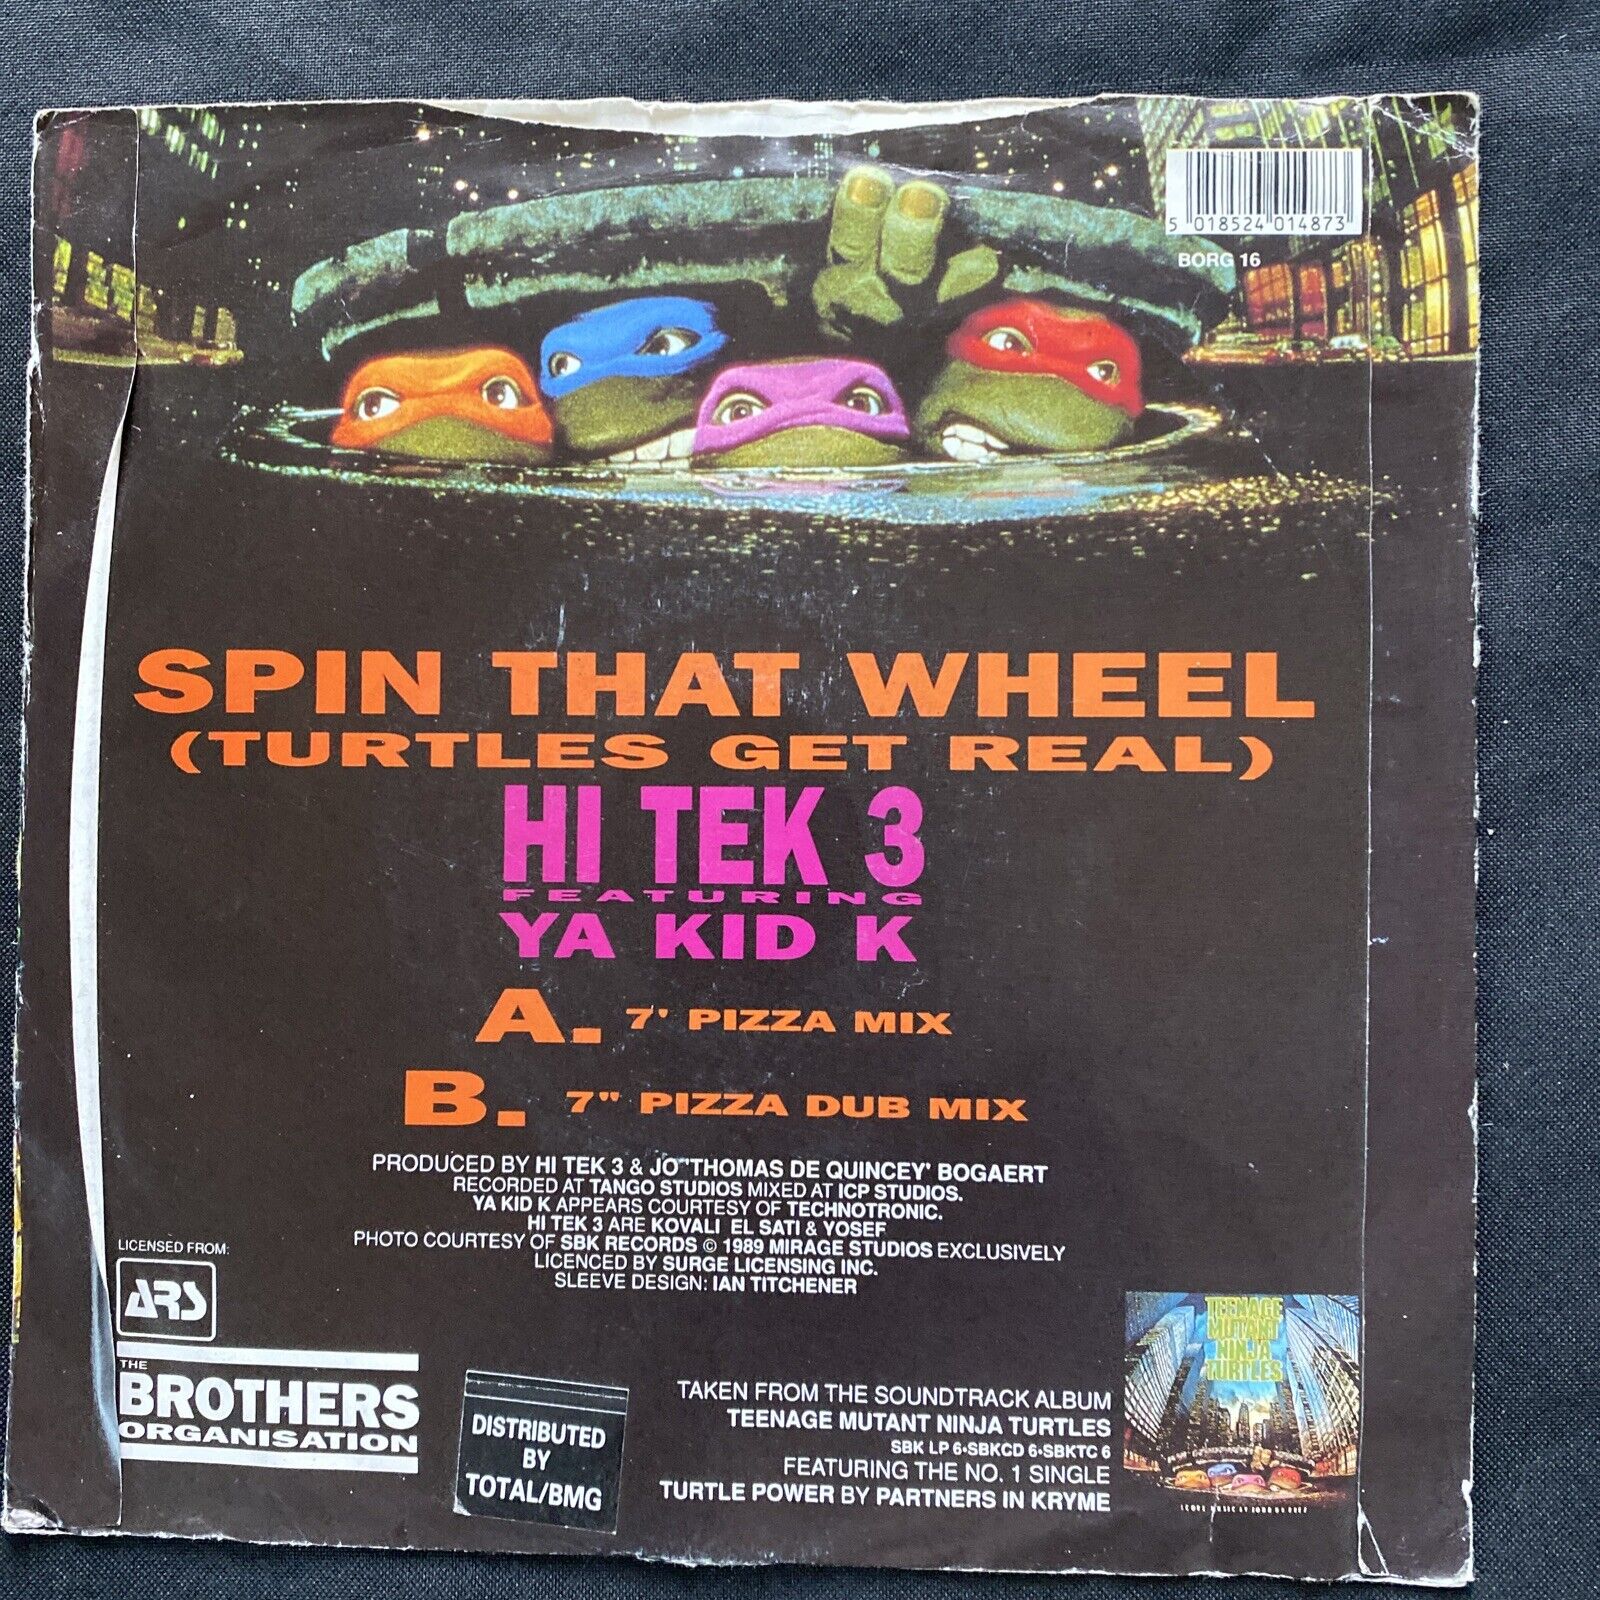 5 018524 014873
BORG 16
SPIN THAT WHEEL
(TURTLES GET REAL)
HI TEK 3
FEATURING
YA KID K
A. 7' PIZZA MIX
B. 7" PIZZA DUB MIX
PRODUCED BY HI TEK 3 & JO "THOMAS DE QUINCEY' BOGAERT
RECORDED AT TANGO STUDIOS MIXED AT ICP STUDIOS.
YA KID K APPEARS COURTESY OF TECHNOTRONIC.
HI TEK 3 ARE KOVALI EL SATI & YOSEF
PHOTO COURTESY OF SBK RECORDS © 1989 MIRAGE STUDIOS EXCLUSIVELY
LICENCED BY SURGE LICENSING INC.
SLEEVE DESIGN: IAN TITCHENER
LICENSED FROM:
ARS
THE
BROTHERS
ORGANISATION
DISTRIBUTED
BY
TOTAL/BMG
TAKEN FROM THE SOUNDTRACK ALBUM
TEENAGE MUTANT NINJA TURTLES
SBK LP 6•SBKCD 6•SBKTC 6
FEATURING THE NO. 1 SINGLE
TURTLE POWER BY PARTNERS IN KRYME
TEENAGE
MUTANT
NINJA
TURTLES